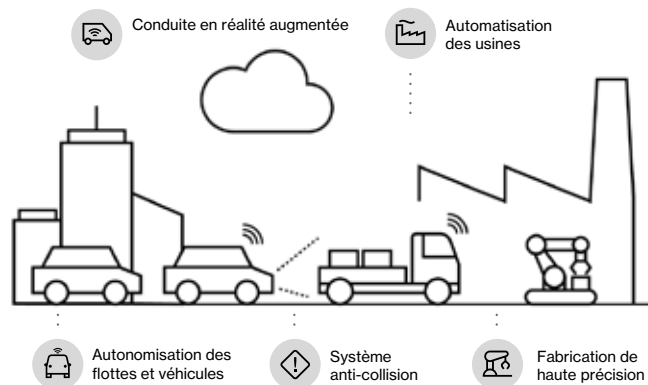 Conduite en réalité augmentée
Automatisation
des usines
Autonomisation des
flottes et véhicules
Système
anti-collision
Fabrication de
haute précision